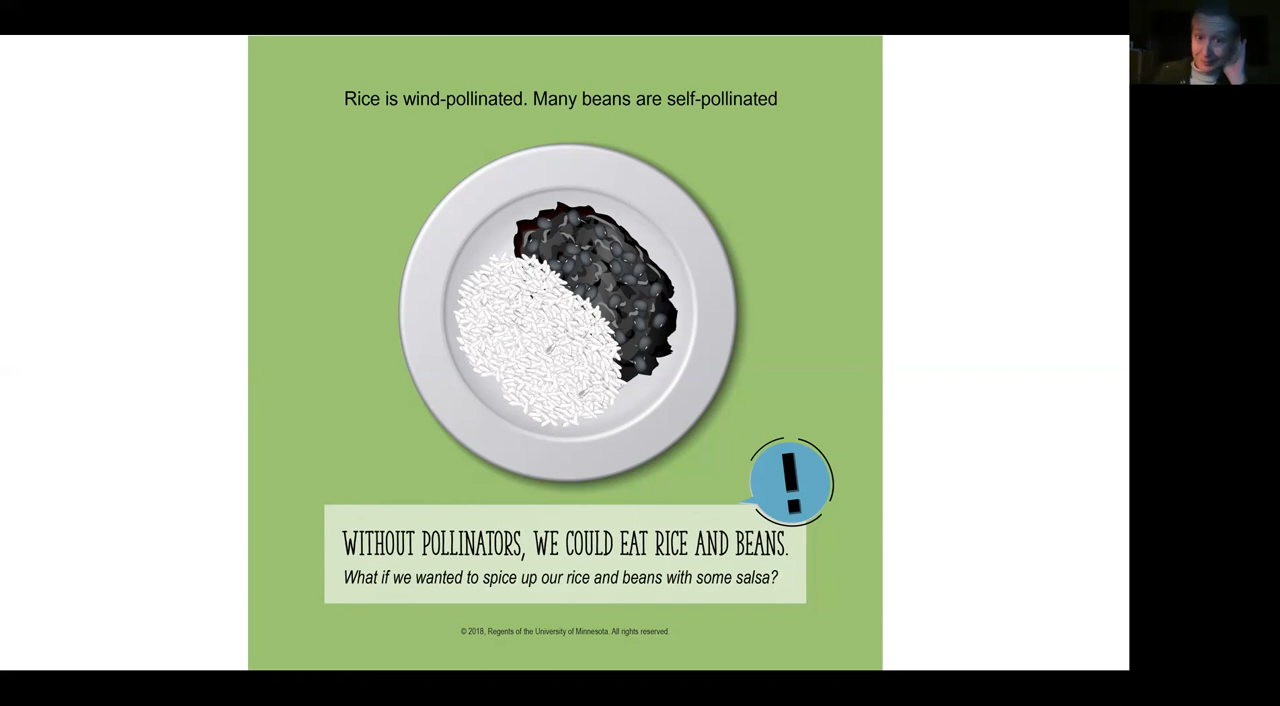 Rice is wind-pollinated. Many beans are self-pollinated
!
WITHOUT POLLINATORS, WE COULD EAT RICE AND BEANS.
What if we wanted to spice up our rice and beans with some salsa?
© 2018, Regents of the University of Minnesota. All rights reserved.